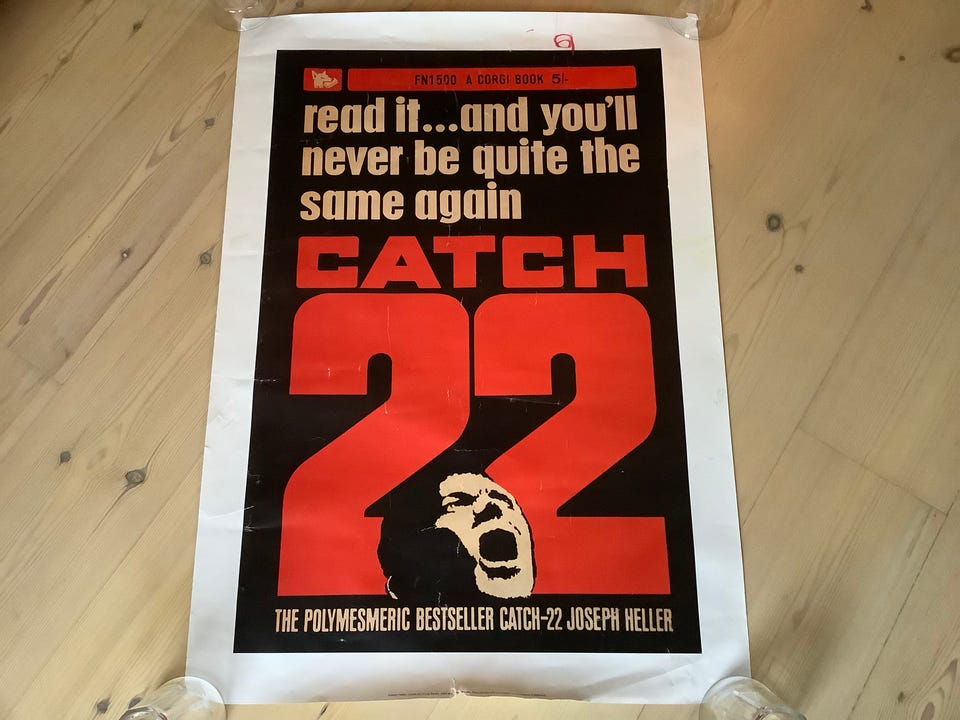 FN1500 A CORGI BOOK 5/-
read it...and you'll
never be quite the
same again
CATCH
22
THE POLYMESMERIC BESTSELLER CATCH-22 JOSEPH HELLER